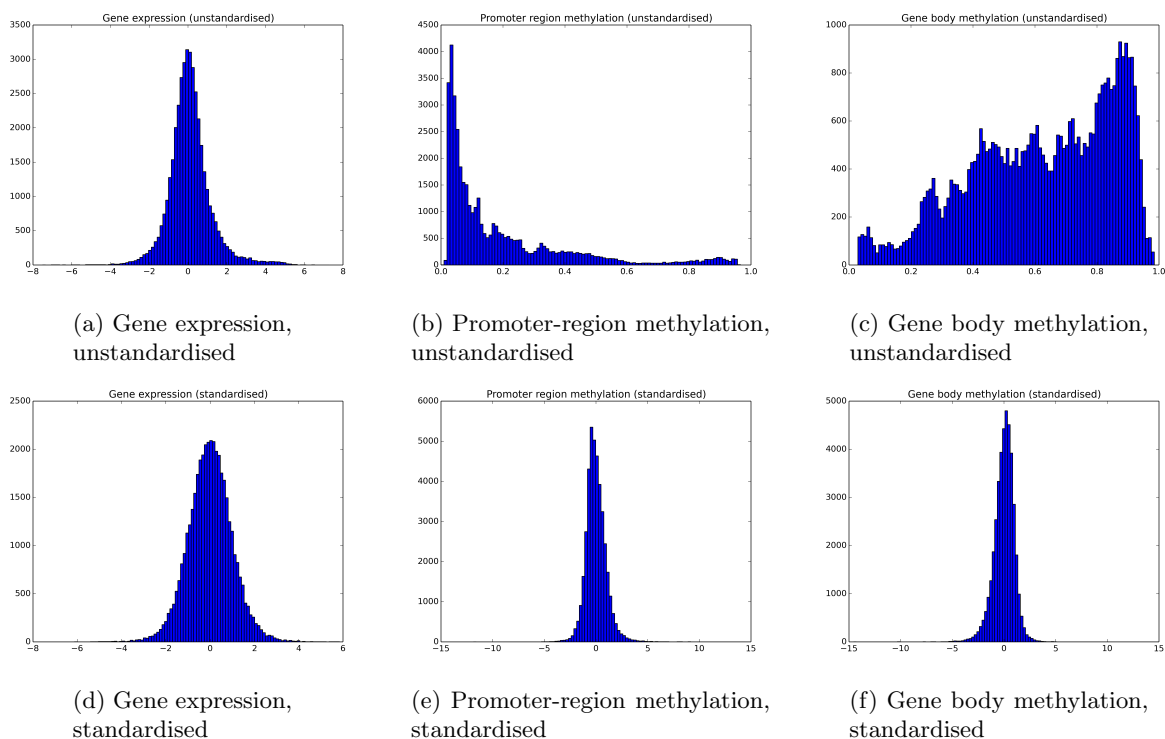 Gene expression (unstandardised)
3500
3000
2500
2000
1500
1000
500
0
−8 −6 −4 −2 0 2 4 6 8
Promoter region methylation (unstandardised)
4500
4000
3500
3000
2500
2000
1500
1000
500
0
0.0 0.2 0.4 0.6 0.8 1.0
Gene body methylation (unstandardised)
1000
800
600
400
200
0
0.0 0.2 0.4 0.6 0.8 1.0
(a) Gene expression,
unstandardised
(b) Promoter-region methylation,
unstandardised
(c) Gene body methylation,
unstandardised
Gene expression (standardised)
2500
2000
1500
1000
500
0
−8 −6 −4 −2 0 2 4 6
Promoter region methylation (standardised)
6000
5000
4000
3000
2000
1000
0
−15 −10 −5 0 5 10 15
Gene body methylation (standardised)
5000
4000
3000
2000
1000
0
−15 −10 −5 0 5 10 15
(d) Gene expression,
standardised
(e) Promoter-region methylation,
standardised
(f) Gene body methylation,
standardised